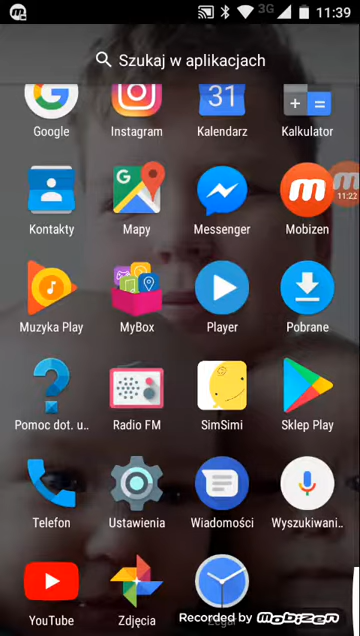 3G 11:39
Szukaj w aplikacjach
31
Google Instagram Kalendarz Kalkulator
11:22
Kontakty Mapy Messenger Mobizen
Muzyka Play MyBox Player Pobrane
Pomoc dot. u.. Radio FM SimSimi Sklep Play
Telefon Ustawienia Wiadomości Wyszukiwani..
YouTube Zdjęcia Zegar
Recorded by mobizen